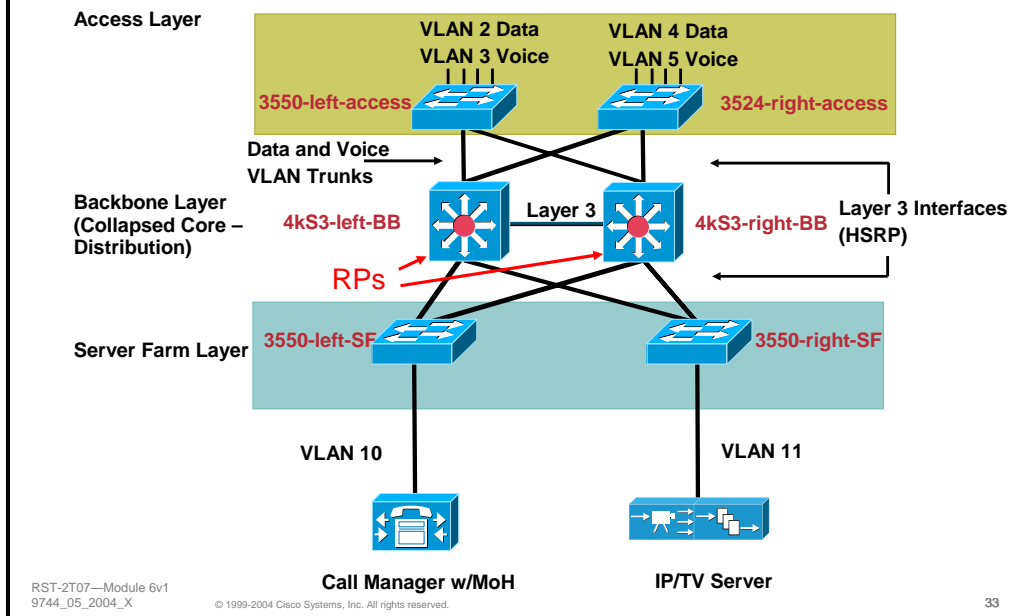 Access Layer
VLAN 2 Data
VLAN 3 Voice
VLAN 4 Data
VLAN 5 Voice
3550-left-access
3524-right-access
Data and Voice
VLAN Trunks
Backbone Layer
(Collapsed Core –
Distribution)
4kS3-left-BB
Layer 3
4kS3-right-BB
Layer 3 Interfaces
(HSRP)
RPs
Server Farm Layer
3550-left-SF
3550-right-SF
VLAN 10
VLAN 11
Call Manager w/MoH
IP/TV Server
RST-2T07—Module 6v1
9744_05_2004_X
© 1999-2004 Cisco Systems, Inc. All rights reserved.
33